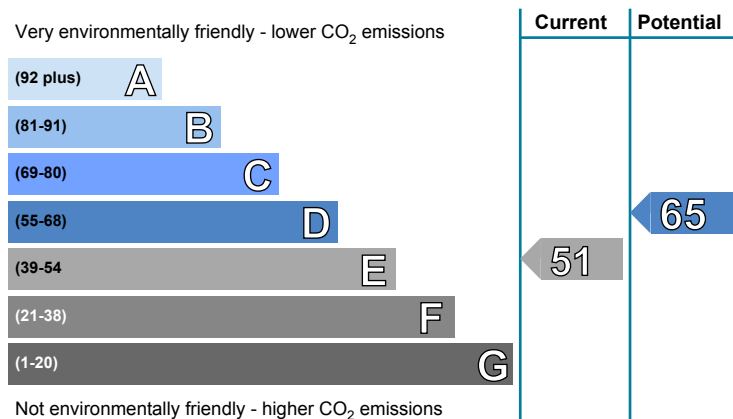 Current Potential
Very environmentally friendly - lower CO₂ emissions
(92 plus) A
(81-91) B
(69-80) C
(55-68) D
65
(39-54 E
51
(21-38) F
(1-20) G
Not environmentally friendly - higher CO₂ emissions